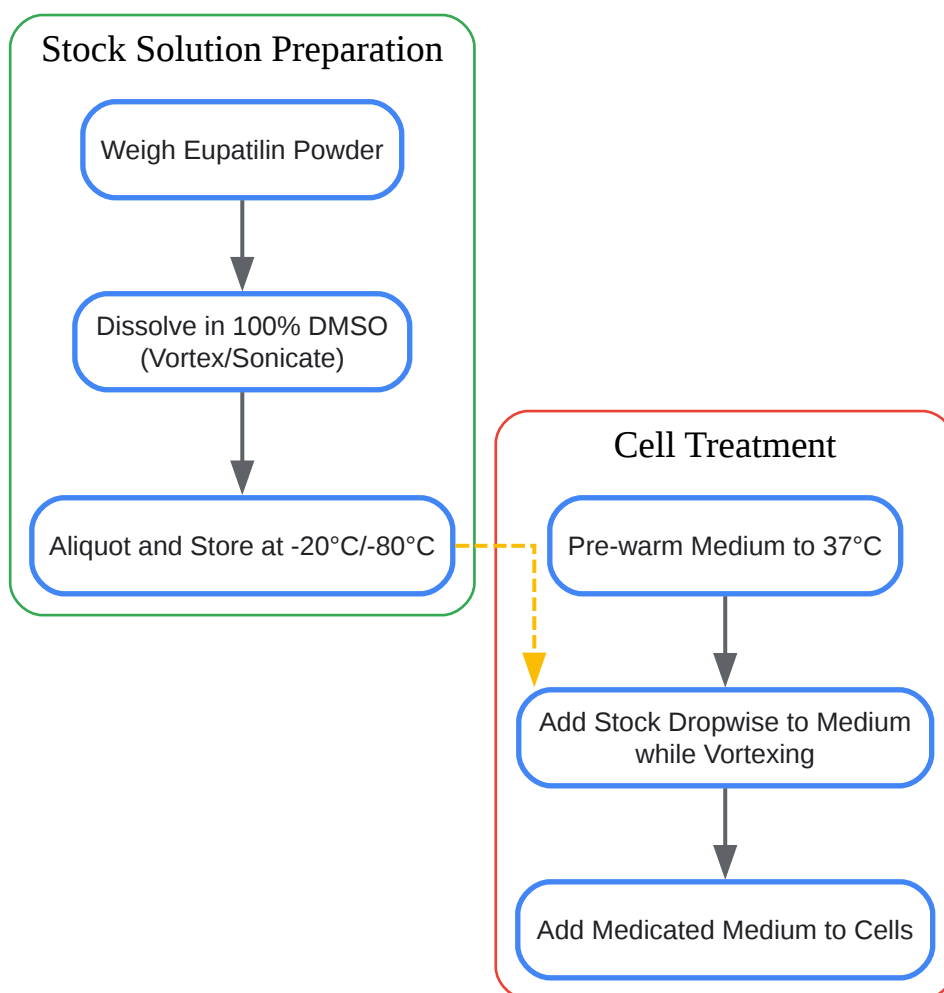 Stock Solution Preparation
Weigh Eupatilin Powder
Dissolve in 100% DMSO
(Vortex/Sonicate)
Aliquot and Store at -20°C/-80°C
Cell Treatment
Pre-warm Medium to 37°C
Add Stock Dropwise to Medium
while Vortexing
Add Medicated Medium to Cells